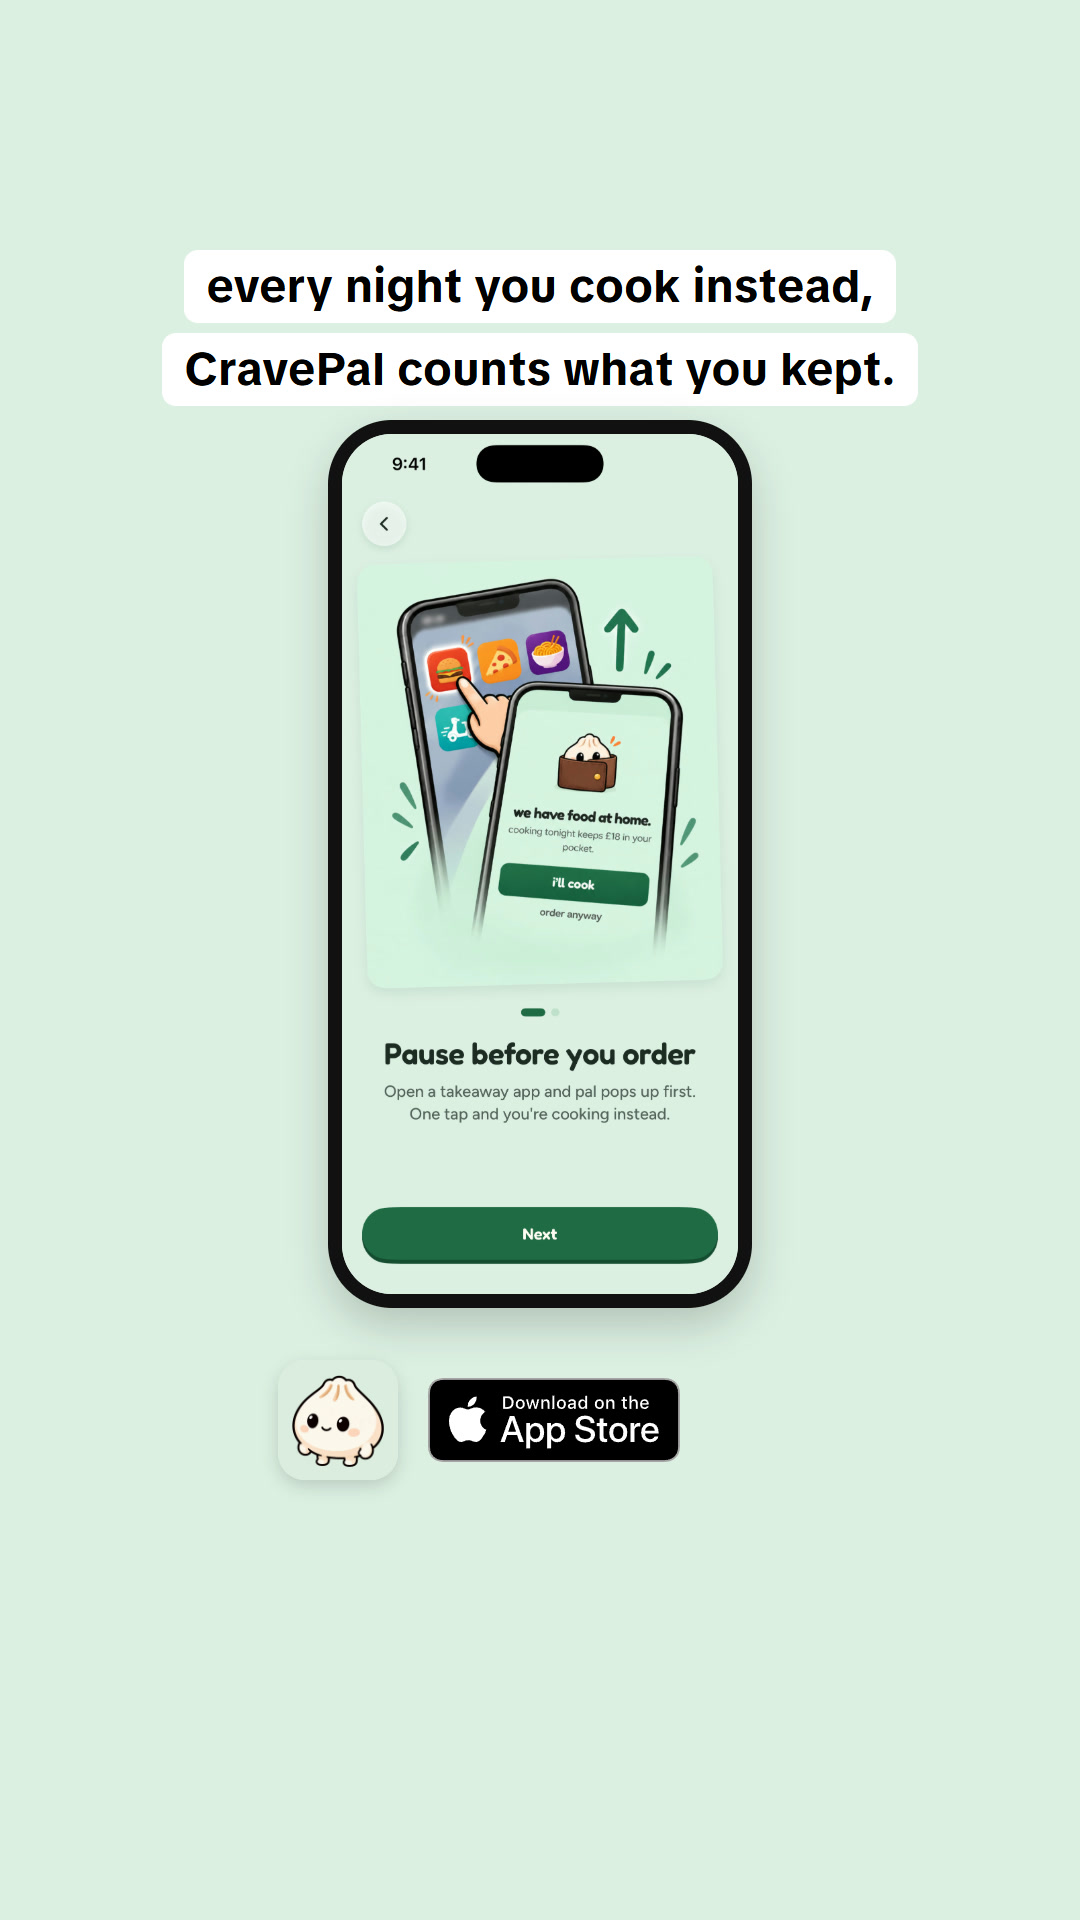 every night you cook instead,
CravePal counts what you kept.
9:41
we have food at home.
cooking tonight keeps £18 in your
pocket.
i'll cook
order anyway
Pause before you order
Open a takeaway app and pal pops up first.
One tap and you're cooking instead.
Next
Download on the
App Store